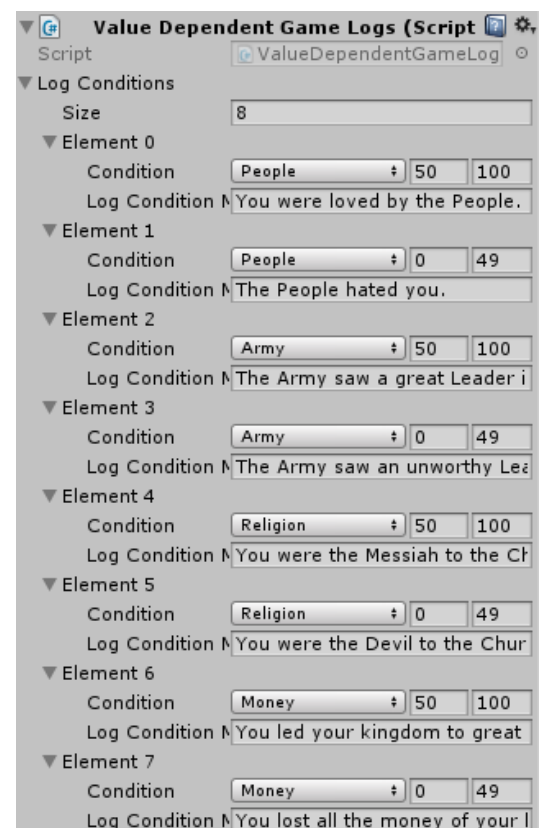 Value Dependent Game Logs (Script
Script ValueDependentGameLog
Log Conditions
Size 8
Element 0
Condition People 50 100
Log Condition You were loved by the People.
Element 1
Condition People 0 49
Log Condition The People hated you.
Element 2
Condition Army 50 100
Log Condition The Army saw a great Leader i
Element 3
Condition Army 0 49
Log Condition The Army saw an unworthy Lea
Element 4
Condition Religion 50 100
Log Condition You were the Messiah to the Ch
Element 5
Condition Religion 0 49
Log Condition You were the Devil to the Chur
Element 6
Condition Money 50 100
Log Condition You led your kingdom to great
Element 7
Condition Money 0 49
Log Condition You lost all the money of your l